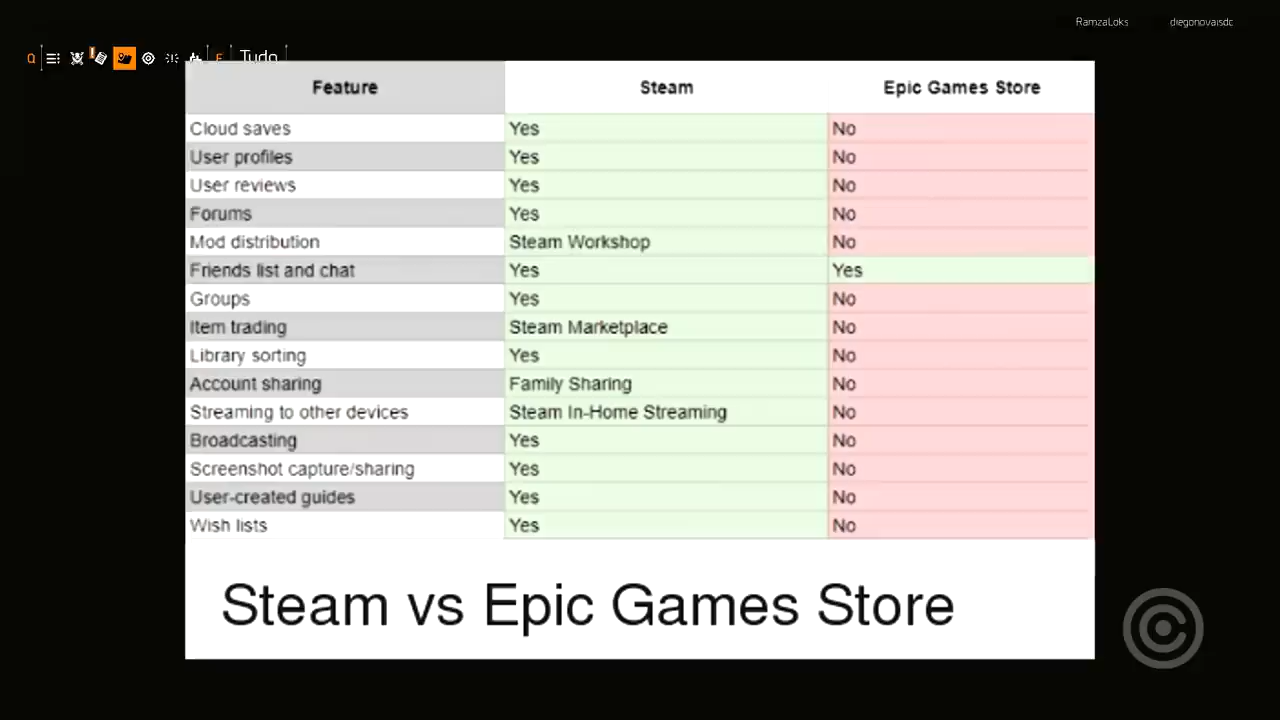 RamzaLoks diegonovaisdc
Q
Feature Steam Epic Games Store
Cloud saves Yes No
User profiles Yes No
User reviews Yes No
Forums Yes No
Mod distribution Steam Workshop No
Friends list and chat Yes Yes
Groups Yes No
Item trading Steam Marketplace No
Library sorting Yes No
Account sharing Family Sharing No
Streaming to other devices Steam In-Home Streaming No
Broadcasting Yes No
Screenshot capture/sharing Yes No
User-created guides Yes No
Wish lists Yes No
Steam vs Epic Games Store